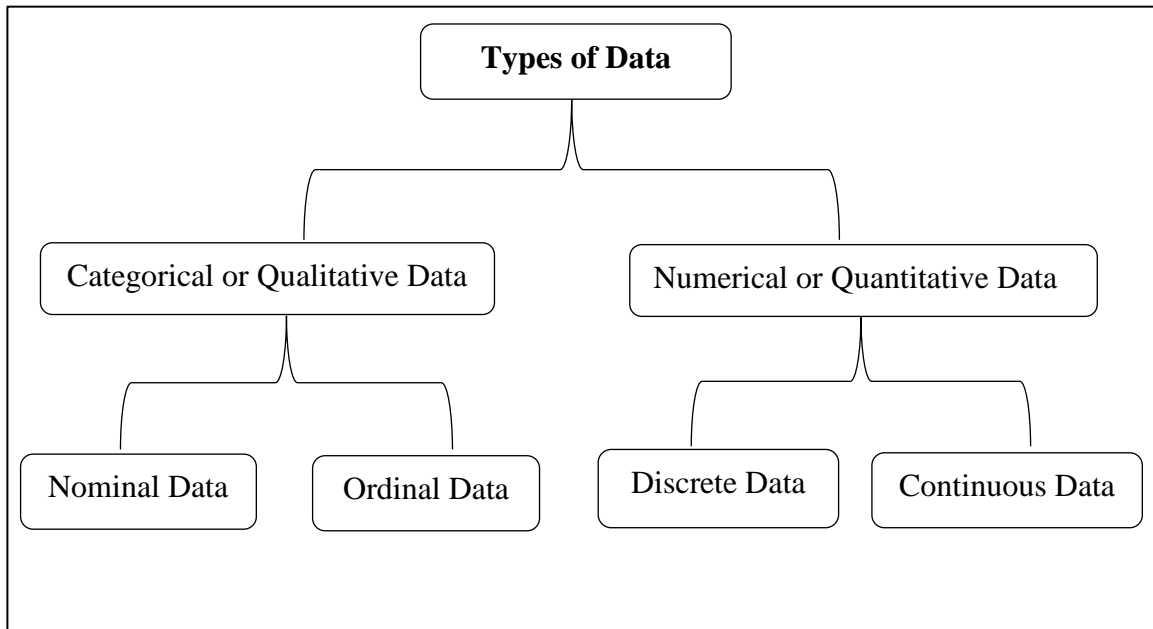 Types of Data
Categorical or Qualitative Data
Numerical or Quantitative Data
Nominal Data
Ordinal Data
Discrete Data
Continuous Data